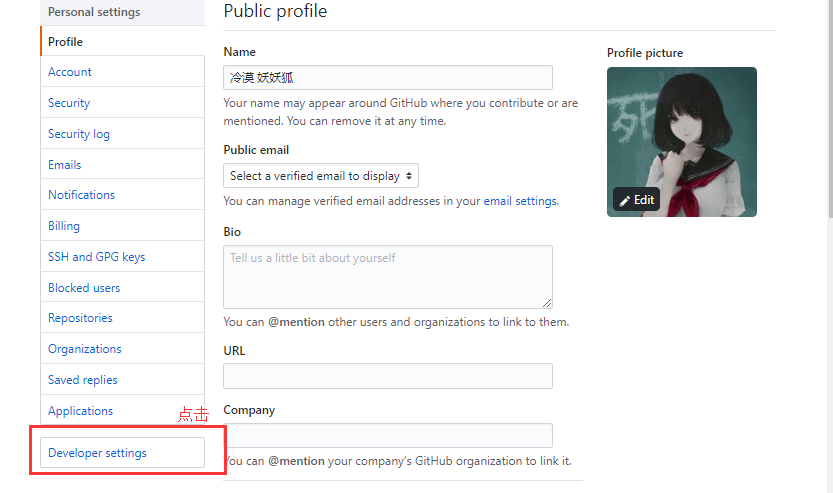 Personal settings
Profile
Account
Security
Security log
Emails
Notifications
Billing
SSH and GPG keys
Blocked users
Repositories
Organizations
Saved replies
Applications
点击
Developer settings
Public profile
Name
冷漠 妖妖狐
Your name may appear around GitHub where you contribute or are
mentioned. You can remove it at any time.
Public email
Select a verified email to display
You can manage verified email addresses in your email settings.
Bio
Tell us a little bit about yourself
You can @mention other users and organizations to link to them.
URL
Company
You can @mention your company's GitHub organization to link it.
Profile picture
死
Edit